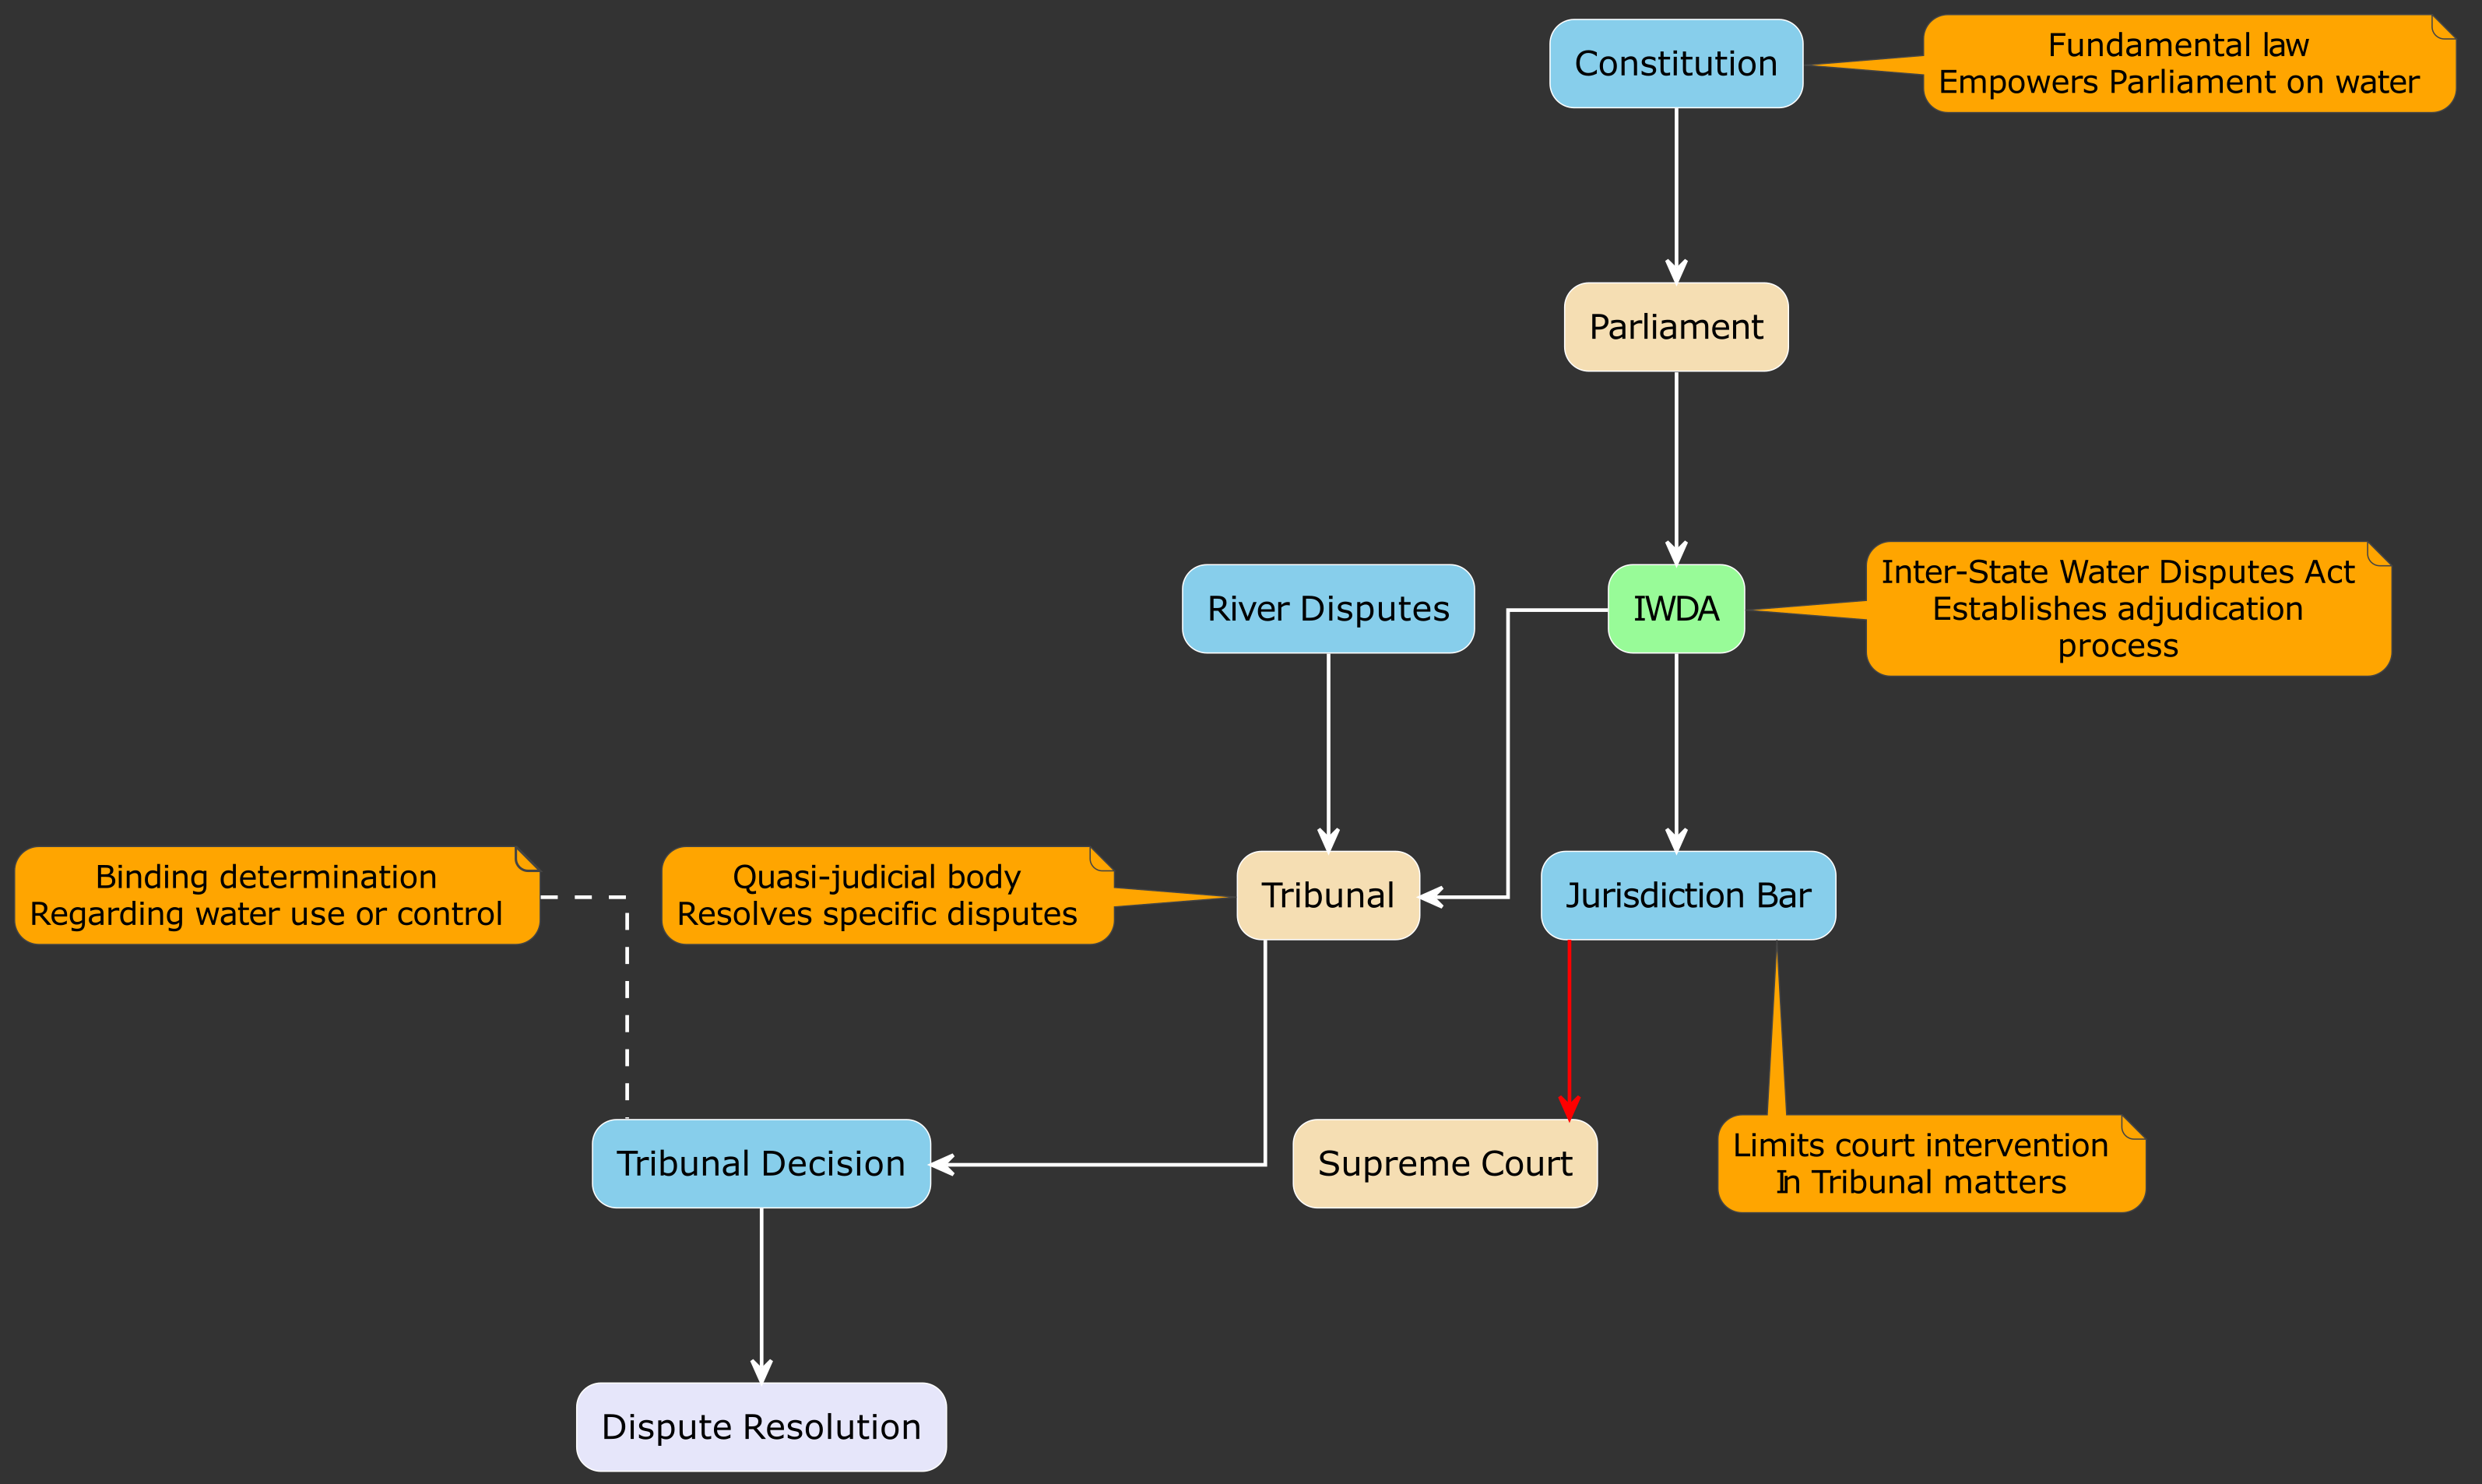 Constitution
Fundamental law
Empowers Parliament on water
Parliament
River Disputes
IWDA
Inter-State Water Disputes Act
Establishes adjudication
process
Binding determination
Regarding water use or control
Quasi-judicial body
Resolves specific disputes
Tribunal
Jurisdiction Bar
Tribunal Decision
Supreme Court
Limits court intervention
In Tribunal matters
Dispute Resolution